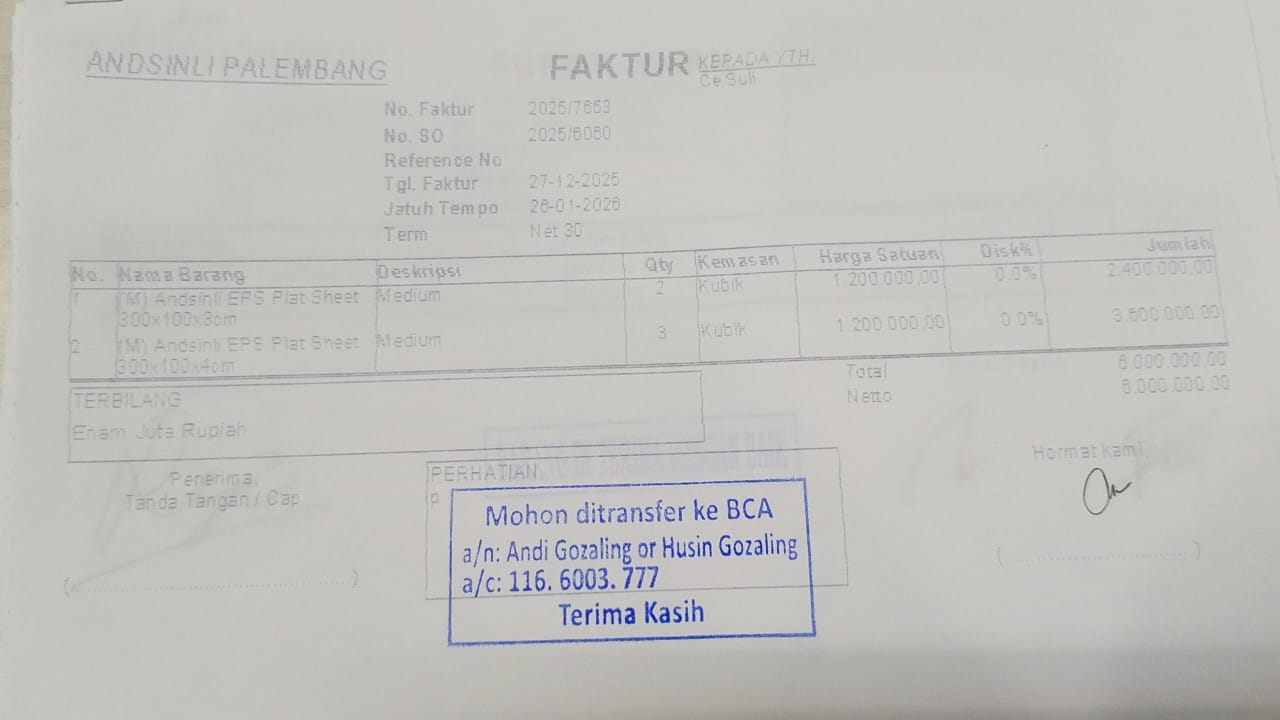 ANDSINLI PALEMBANG
FAKTUR
KEPADA YTH.
Ce Suli
No. Faktur 2025/7653
No. SO 2025/6060
Reference No
Tgl. Faktur 27-12-2025
Jatuh Tempo 26-01-2026
Term Net 30
No. Nama Barang Deskripsi Qty Kemasan Harga Satuan Disk% Jumlah
1 (M) Andsinli EPS Plat Sheet 300x100x3cm Medium 2 Kubik 1.200.000,00 0.0% 2.400.000,00
2 (M) Andsinli EPS Plat Sheet 300x100x4cm Medium 3 Kubik 1.200.000,00 0.0% 3.600.000,00
Total 6.000.000,00
Netto 6.000.000,00
TERBILANG
Enam Juta Rupiah
Penerima,
Tanda Tangan / Cap
PERHATIAN
p
Hormat kami,
Mohon ditransfer ke BCA
a/n: Andi Gozaling or Husin Gozaling
a/c: 116. 6003. 777
Terima Kasih